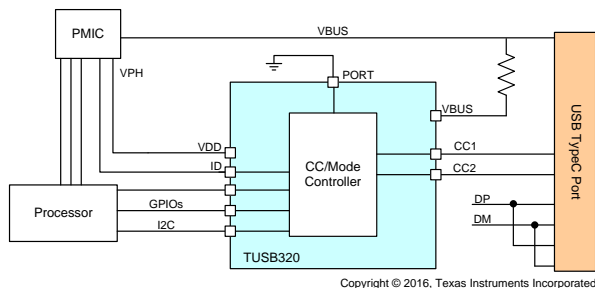 PMIC
VBUS
VPH
PORT
VBUS
VDD
ID
CC/Mode
Controller
CC1
CC2
USB TypeC Port
Processor
GPIOs
I2C
DP
DM
TUSB320
Copyright © 2016, Texas Instruments Incorporated